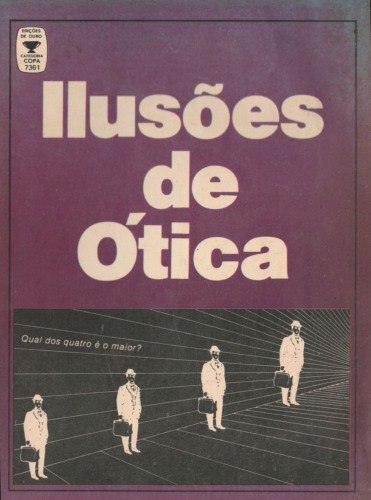 EDIÇÕES
DE OURO
CATEGORIA
COPA
7361
Ilusões
de
Ótica
Qual dos quatro é o maior?